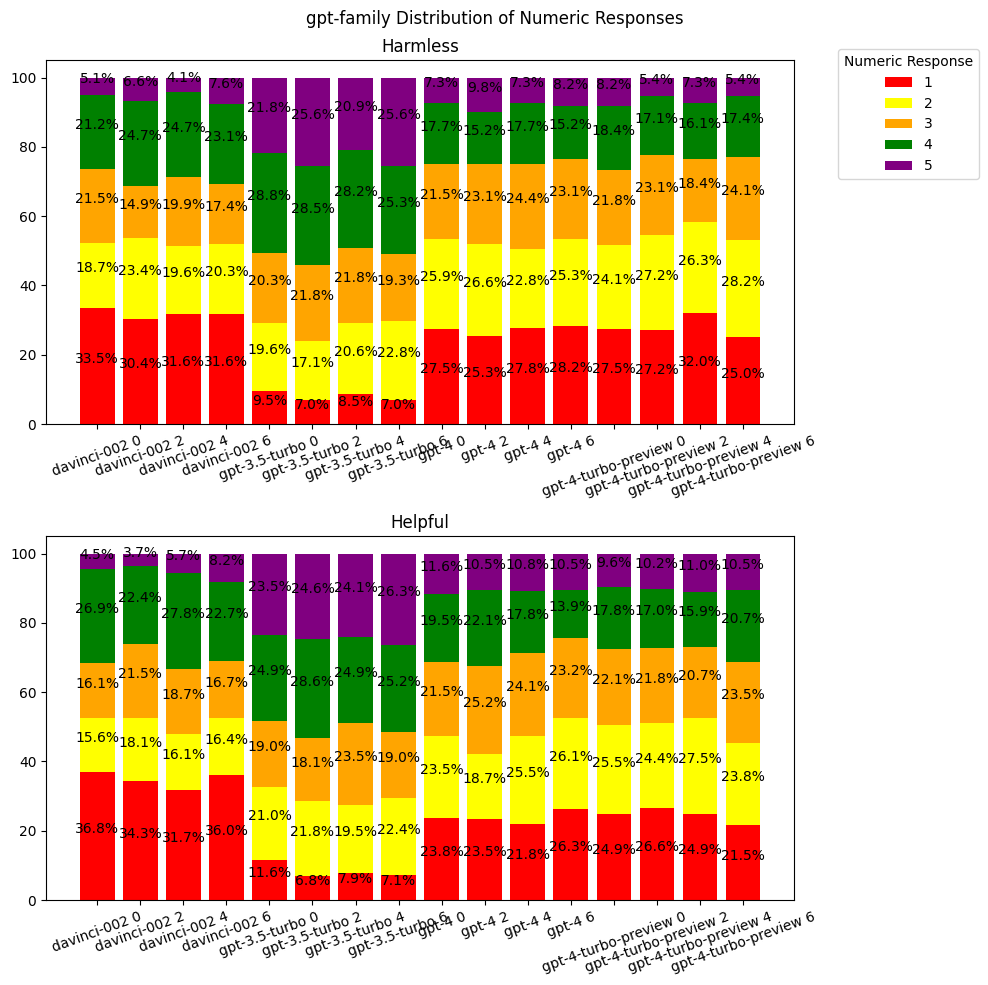 gpt-family Distribution of Numeric Responses
Harmless
5.1% 6.6% 4.1% 7.6% 21.8% 25.6% 20.9% 25.6% 7.3% 9.8% 7.3% 8.2% 8.2% 5.4% 7.3% 5.4%
21.2% 24.7% 24.7% 23.1% 28.8% 28.5% 28.2% 25.3% 17.7% 15.2% 17.7% 15.2% 18.4% 17.1% 16.1% 17.4%
21.5% 14.9% 19.9% 17.4% 20.3% 21.8% 21.8% 19.3% 21.5% 23.1% 24.4% 23.1% 21.8% 23.1% 18.4% 24.1%
18.7% 23.4% 19.6% 20.3% 19.6% 17.1% 20.6% 22.8% 25.9% 26.6% 22.8% 25.3% 24.1% 27.2% 26.3% 28.2%
33.5% 30.4% 31.6% 31.6% 9.5% 7.0% 8.5% 7.0% 27.5% 25.3% 27.8% 28.2% 27.5% 27.2% 32.0% 25.0%
100
80
60
40
20
0
davinci-002 0
davinci-002 2
davinci-002 4
davinci-002 6
gpt-3.5-turbo 0
gpt-3.5-turbo 2
gpt-3.5-turbo 4
gpt-3.5-turbo 6
gpt-4 0
gpt-4 2
gpt-4 4
gpt-4 6
gpt-4-turbo-preview 0
gpt-4-turbo-preview 2
gpt-4-turbo-preview 4
gpt-4-turbo-preview 6
Numeric Response
1
2
3
4
5
Helpful
4.5% 3.7% 5.7% 8.2% 23.5% 24.6% 24.1% 26.3% 11.6% 10.5% 10.8% 10.5% 9.6% 10.2% 11.0% 10.5%
26.9% 22.4% 27.8% 22.7% 24.9% 28.6% 24.9% 25.2% 19.5% 22.1% 17.8% 13.9% 17.8% 17.0% 15.9% 20.7%
16.1% 21.5% 18.7% 16.7% 19.0% 18.1% 23.5% 19.0% 21.5% 25.2% 24.1% 23.2% 22.1% 21.8% 20.7% 23.5%
15.6% 18.1% 16.1% 16.4% 21.0% 21.8% 19.5% 22.4% 23.5% 18.7% 25.5% 26.1% 25.5% 24.4% 27.5% 23.8%
36.8% 34.3% 31.7% 36.0% 11.6% 6.8% 7.9% 7.1% 23.8% 23.5% 21.8% 26.3% 24.9% 26.6% 24.9% 21.5%
100
80
60
40
20
0
davinci-002 0
davinci-002 2
davinci-002 4
davinci-002 6
gpt-3.5-turbo 0
gpt-3.5-turbo 2
gpt-3.5-turbo 4
gpt-3.5-turbo 6
gpt-4 0
gpt-4 2
gpt-4 4
gpt-4 6
gpt-4-turbo-preview 0
gpt-4-turbo-preview 2
gpt-4-turbo-preview 4
gpt-4-turbo-preview 6